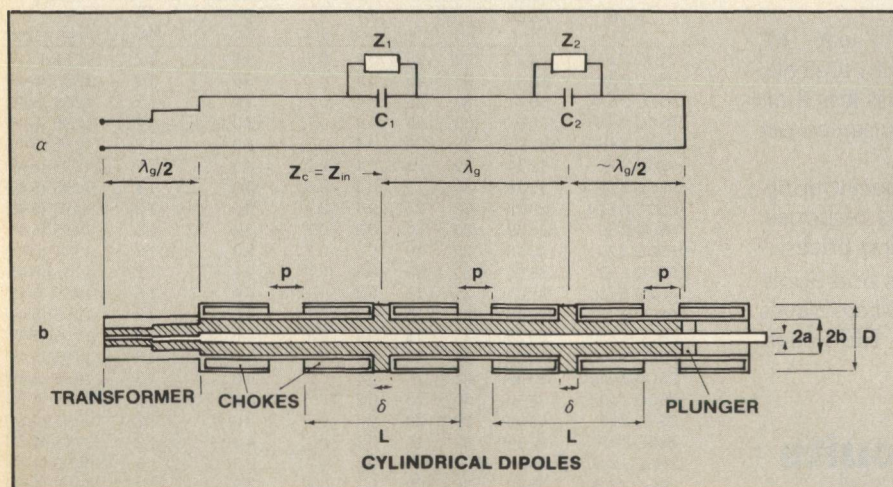 Z₁ Z₂
C₁ C₂
α
λg/2 Zc = Zin λg ~λg/2
p p p
b 2a 2b D
TRANSFORMER CHOKES δ δ PLUNGER
L L
CYLINDRICAL DIPOLES